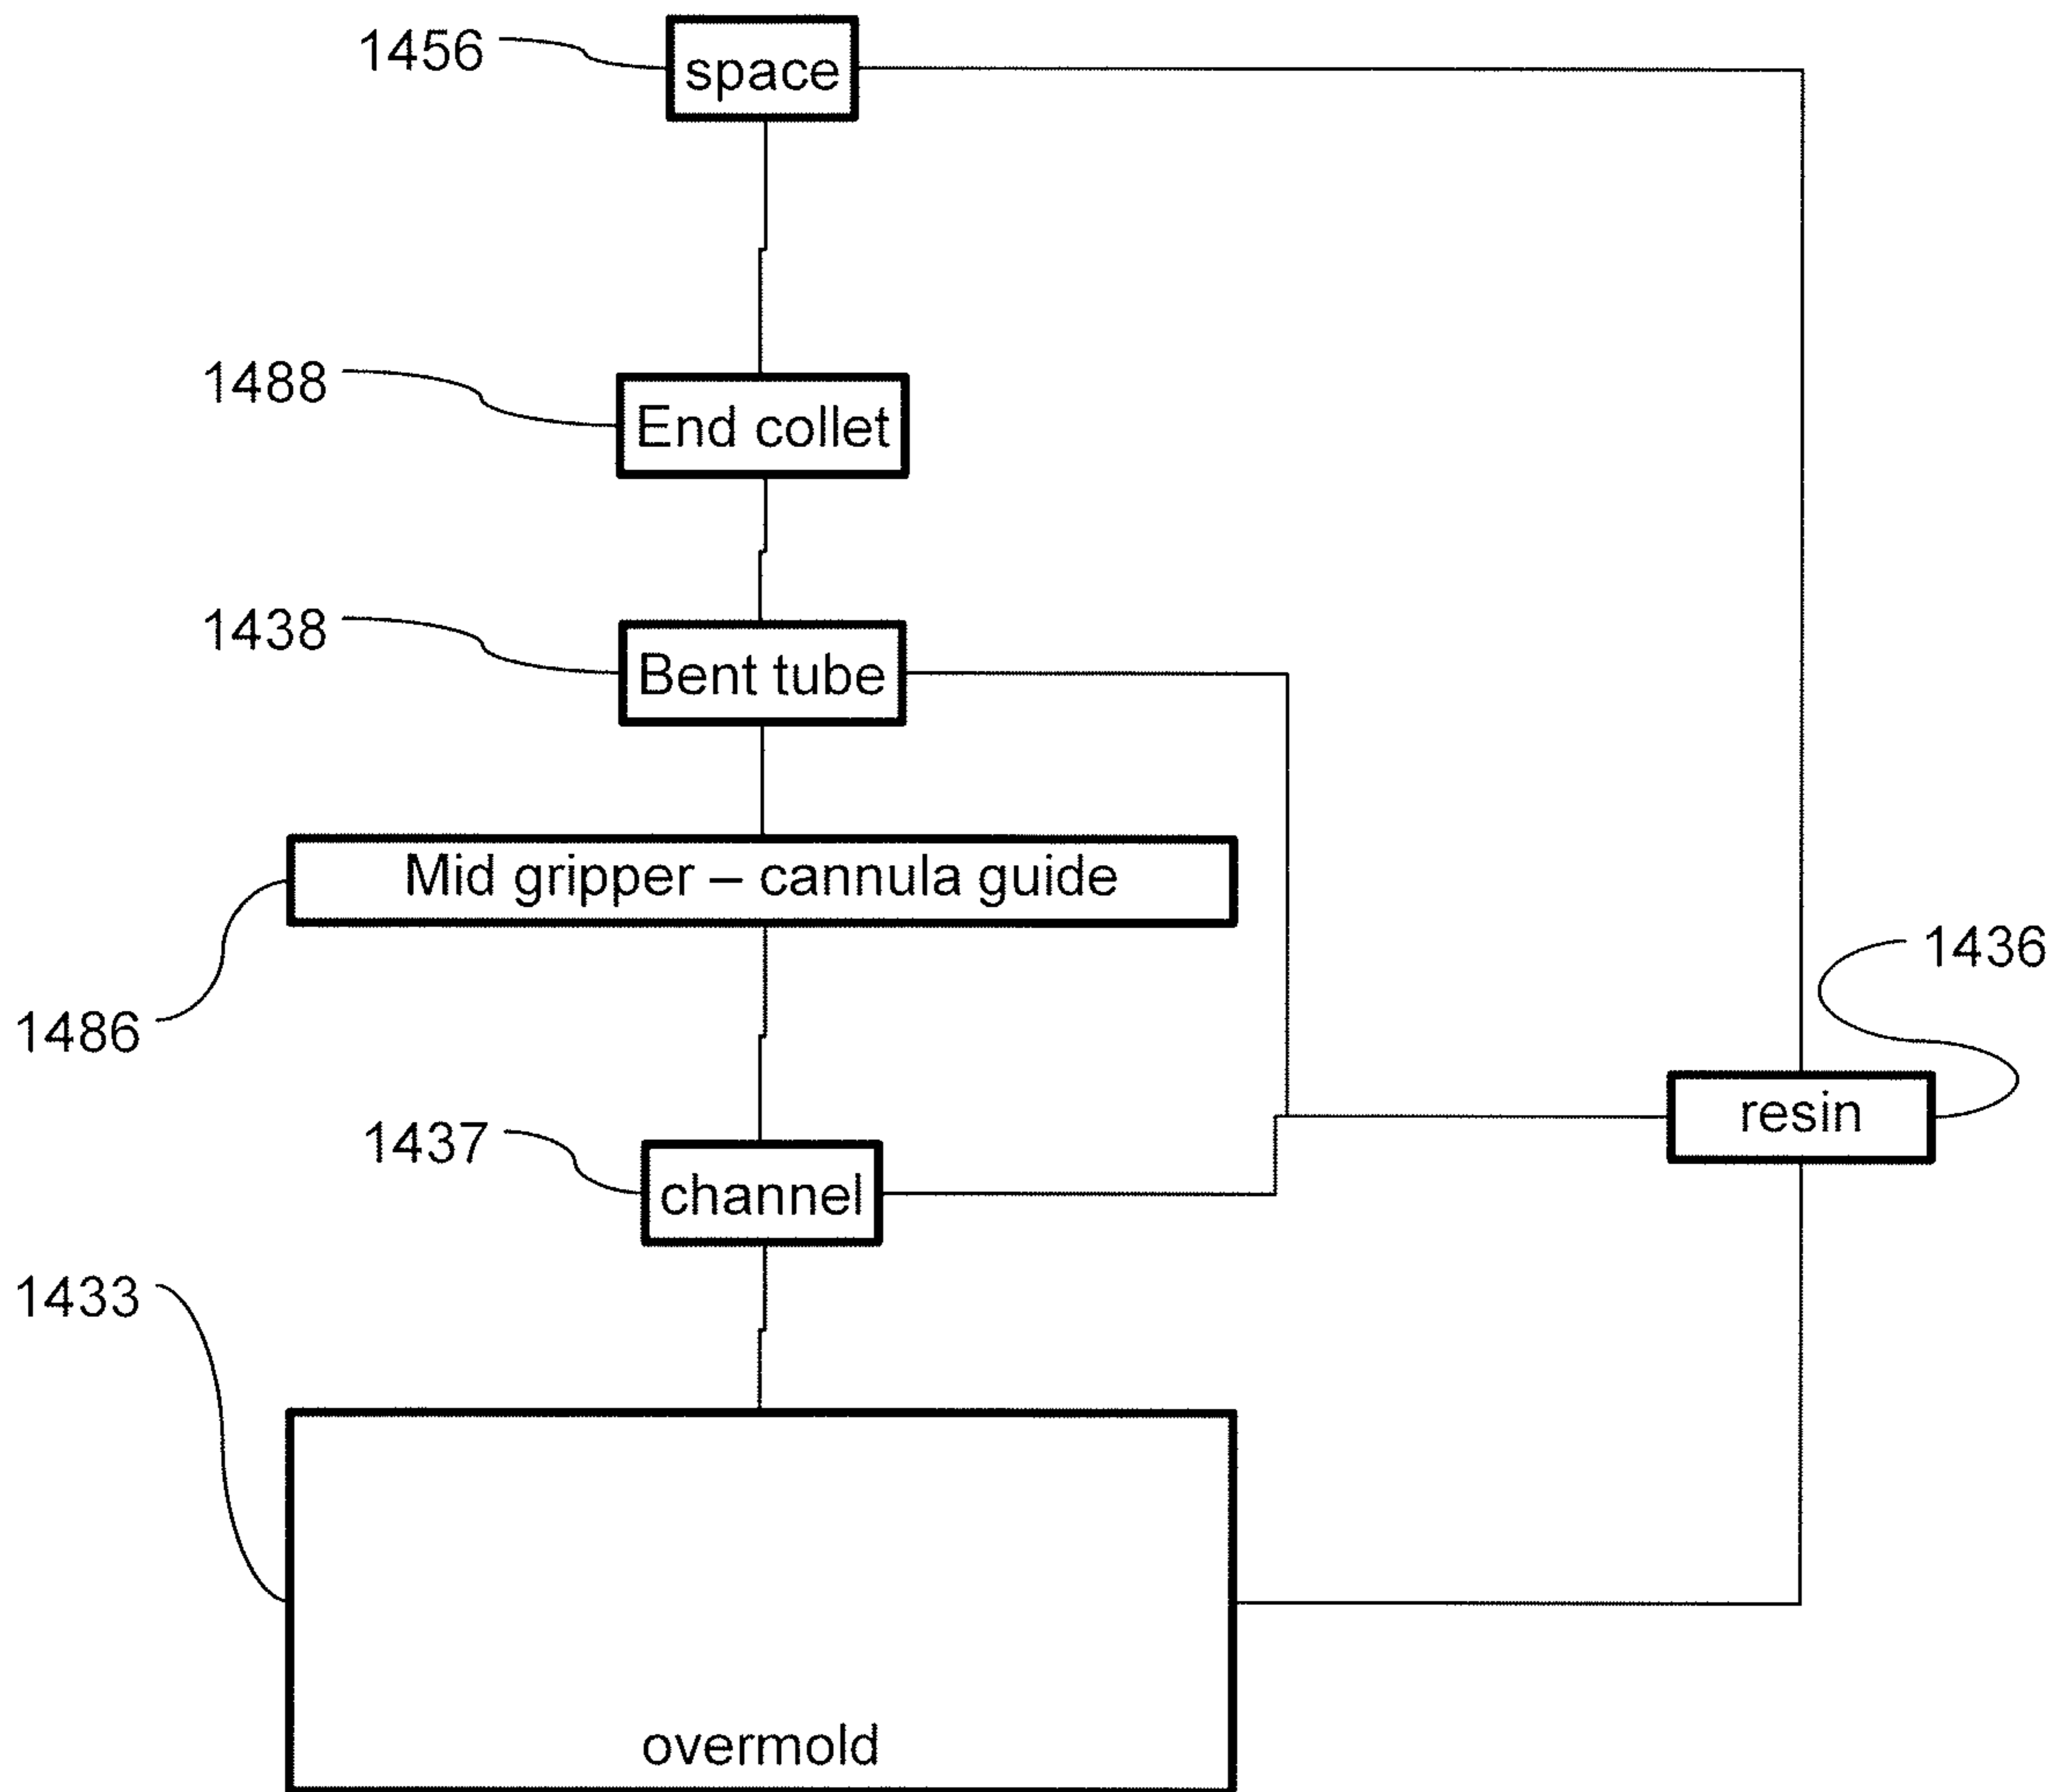 1456
space
1488
End collet
1438
Bent tube
Mid gripper – cannula guide
1436
1486
resin
1437
channel
1433
overmold